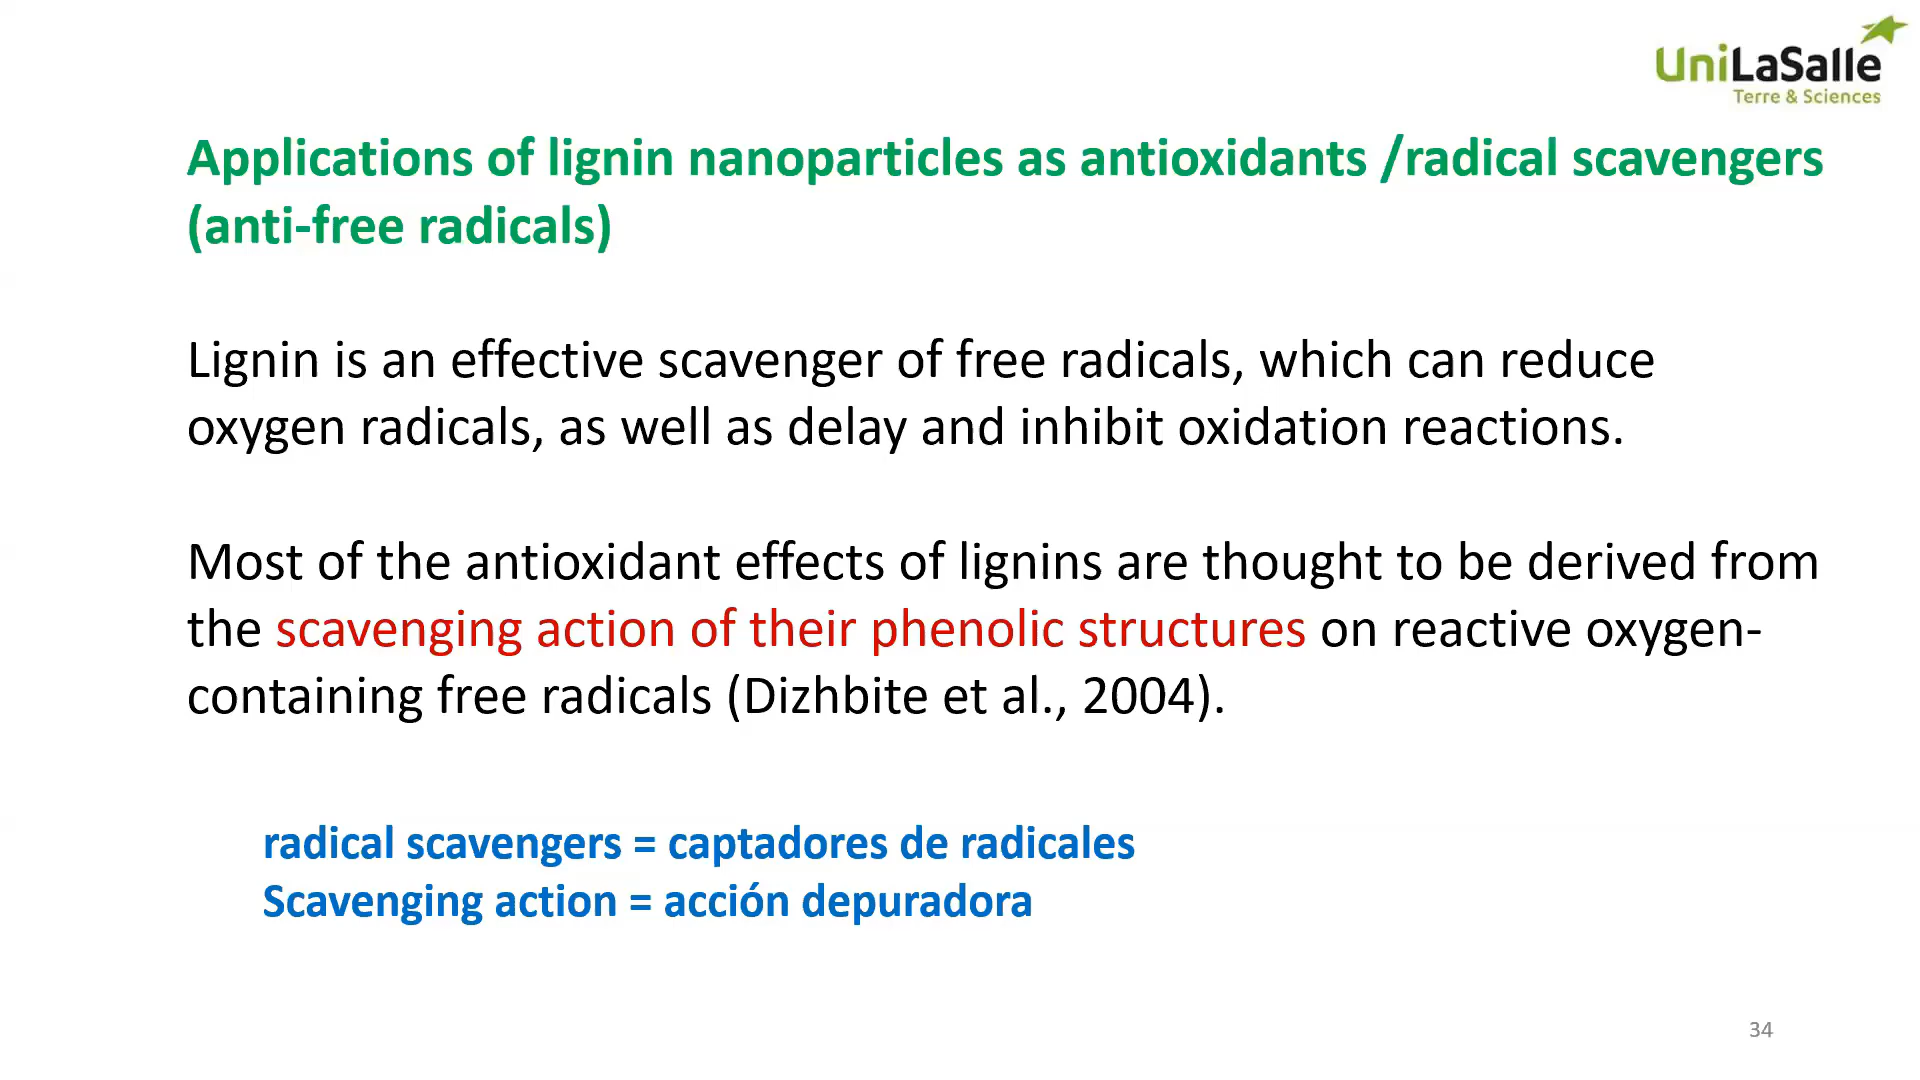 UniLaSalle
Terre & Sciences
Applications of lignin nanoparticles as antioxidants /radical scavengers
(anti-free radicals)
Lignin is an effective scavenger of free radicals, which can reduce
oxygen radicals, as well as delay and inhibit oxidation reactions.
Most of the antioxidant effects of lignins are thought to be derived from
the scavenging action of their phenolic structures on reactive oxygen-
containing free radicals (Dizhbite et al., 2004).
radical scavengers = captadores de radicales
Scavenging action = acción depuradora
34